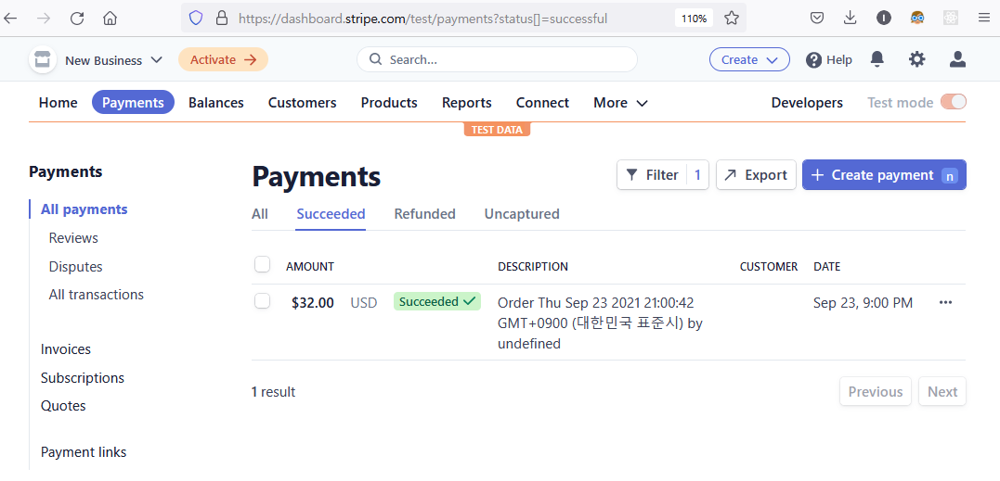 https://dashboard.stripe.com/test/payments?status[]=successful 110%
New Business Activate → Search... Create Help
Home Payments Balances Customers Products Reports Connect More Developers Test mode
TEST DATA
Payments
All payments
Reviews
Disputes
All transactions
Invoices
Subscriptions
Quotes
Payment links
Payments Filter 1 Export + Create payment n
All Succeeded Refunded Uncaptured
AMOUNT DESCRIPTION CUSTOMER DATE
$32.00 USD Succeeded ✓ Order Thu Sep 23 2021 21:00:42 Sep 23, 9:00 PM •••
GMT+0900 (대한민국 표준시) by
undefined
1 result Previous Next